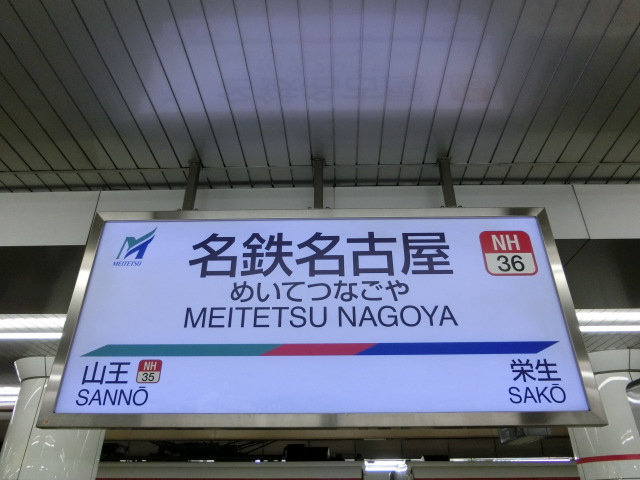 MEITETSU
名鉄名古屋
めいてつなごや
MEITETSU NAGOYA
NH
36
山王
NH
35
SANNŌ
栄生
SAKŌ